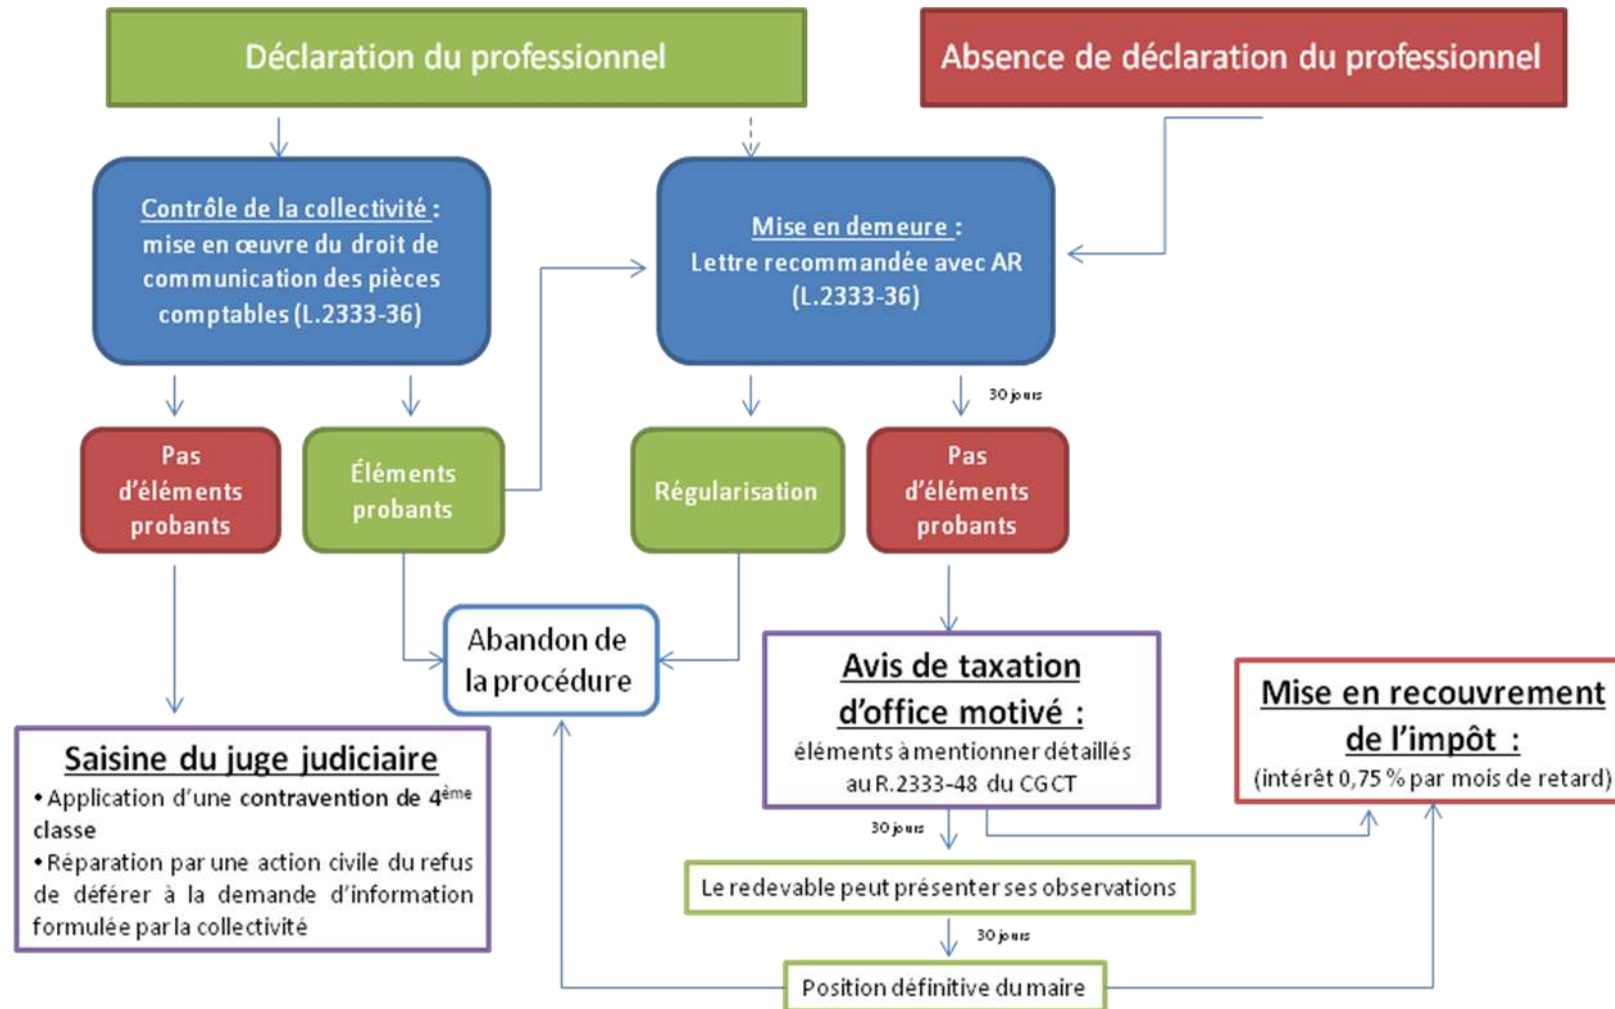 Déclaration du professionnel
Absence de déclaration du professionnel
Contrôle de la collectivité :
mise en œuvre du droit de
communication des pièces
comptables (L.2333-36)
Mise en demeure :
Lettre recommandée avec AR
(L.2333-36)
30 jours
Pas
d’éléments
probants
Éléments
probants
Régularisation
Pas
d’éléments
probants
Abandon de
la procédure
Saisine du juge judiciaire
• Application d’une contravention de 4ème
classe
• Réparation par une action civile du refus
de déférer à la demande d’information
formulée par la collectivité
Avis de taxation
d’office motivé :
éléments à mentionner détaillés
au R.2333-48 du CGCT
Mise en recouvrement
de l’impôt :
(intérêt 0,75 % par mois de retard)
30 jours
Le redevable peut présenter ses observations
30 jours
Position définitive du maire